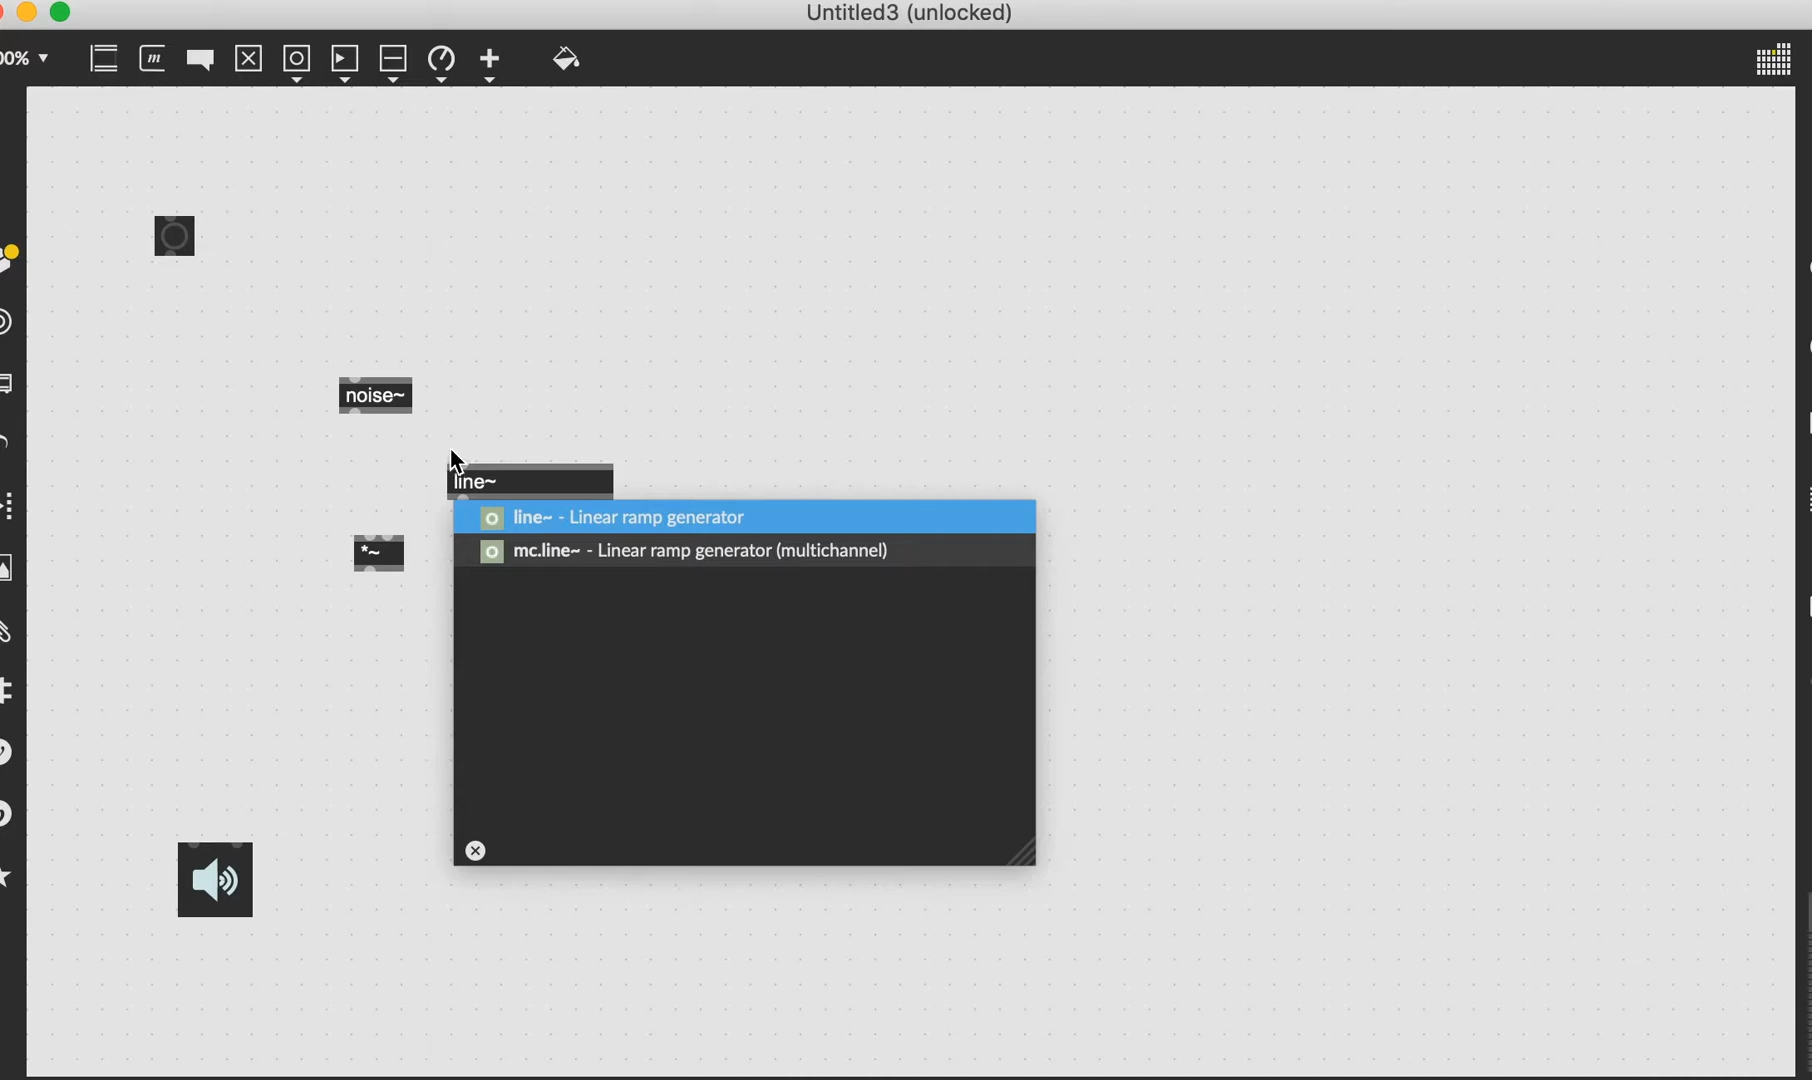 Untitled3 (unlocked)
00%
m
noise~
line~
line~ - Linear ramp generator
*~
mc.line~ - Linear ramp generator (multichannel)